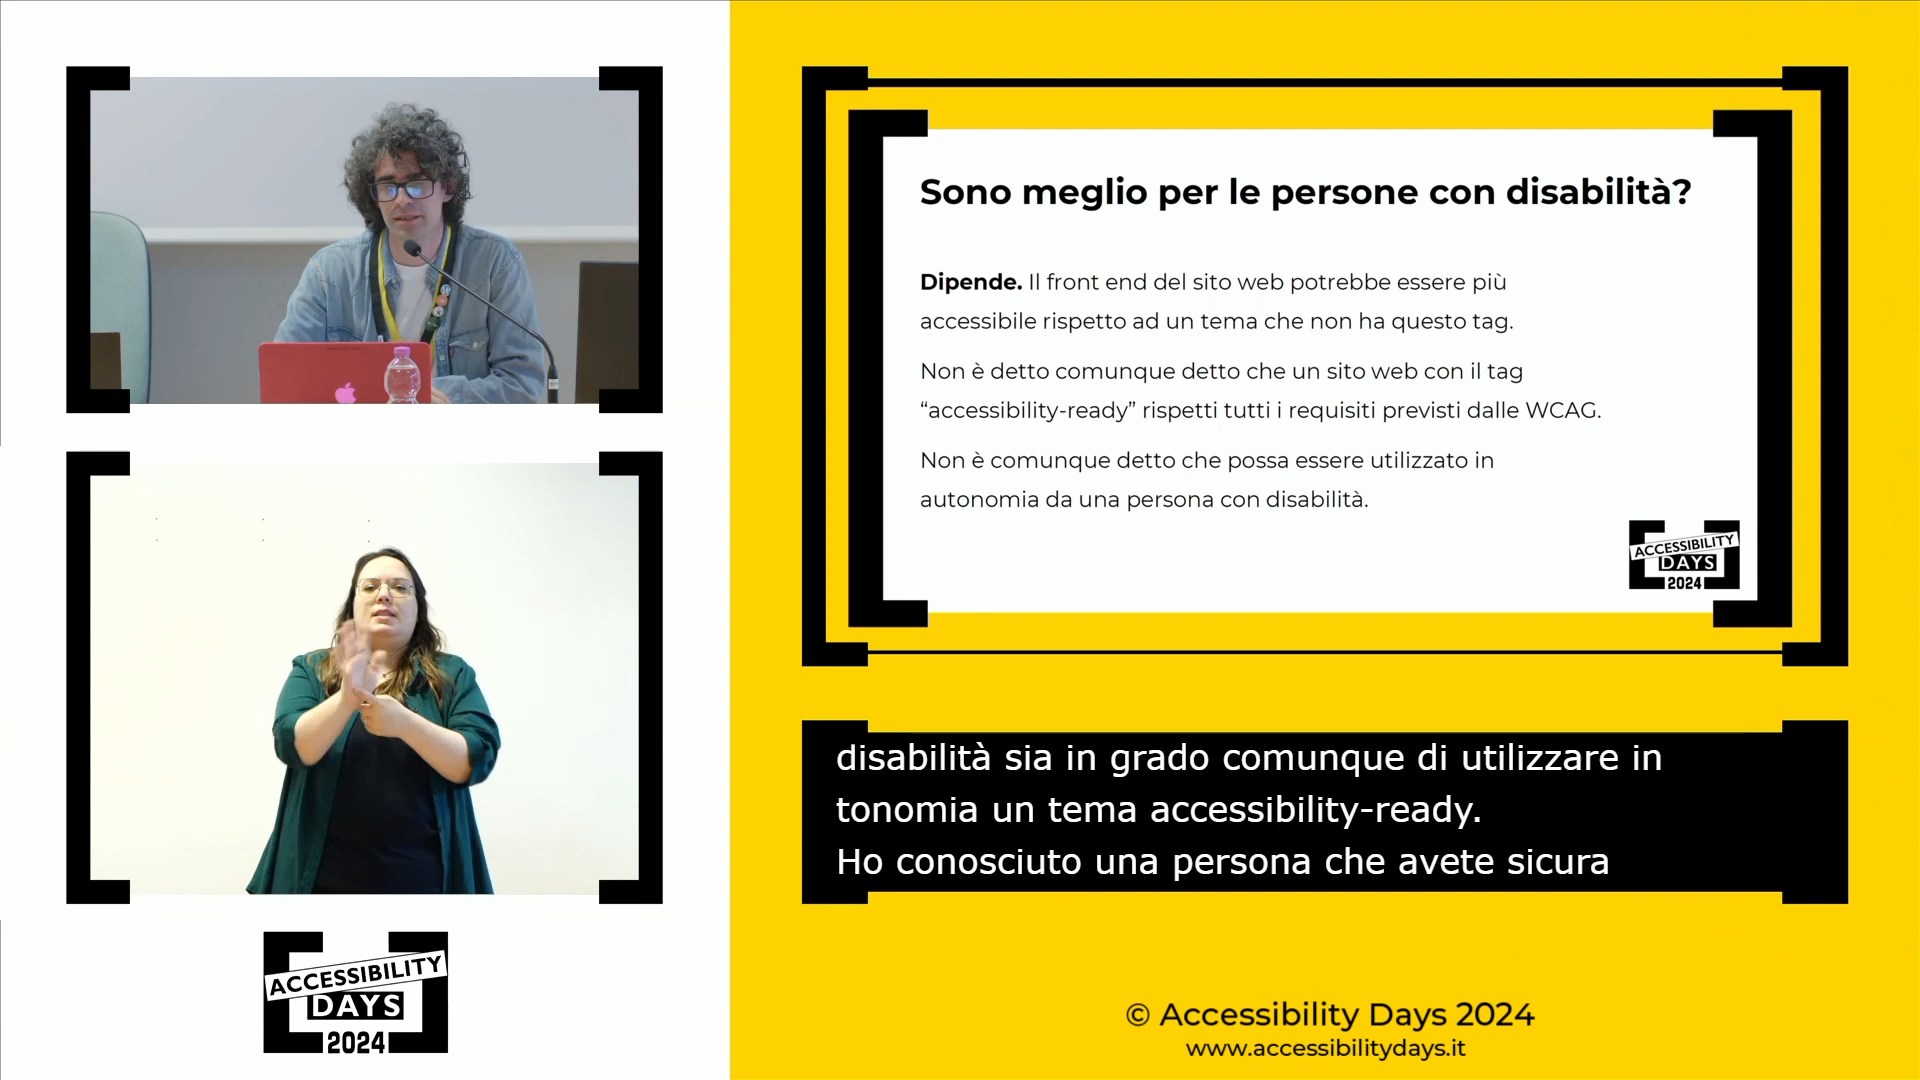 Sono meglio per le persone con disabilità?
Dipende. Il front end del sito web potrebbe essere più
accessibile rispetto ad un tema che non ha questo tag.
Non è detto comunque detto che un sito web con il tag
“accessibility-ready” rispetti tutti i requisiti previsti dalle WCAG.
Non è comunque detto che possa essere utilizzato in
autonomia da una persona con disabilità.
ACCESSIBILITY
DAYS
2024
disabilità sia in grado comunque di utilizzare in
tonomia un tema accessibility-ready.
Ho conosciuto una persona che avete sicura
ACCESSIBILITY
DAYS
2024
© Accessibility Days 2024
www.accessibilitydays.it